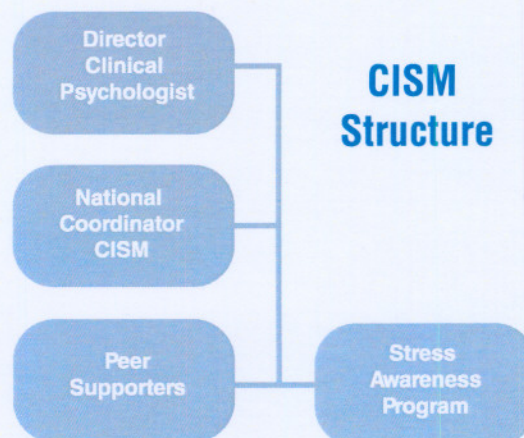 Director
Clinical
Psychologist
CISM
Structure
National
Coordinator
CISM
Peer
Supporters
Stress
Awareness
Program